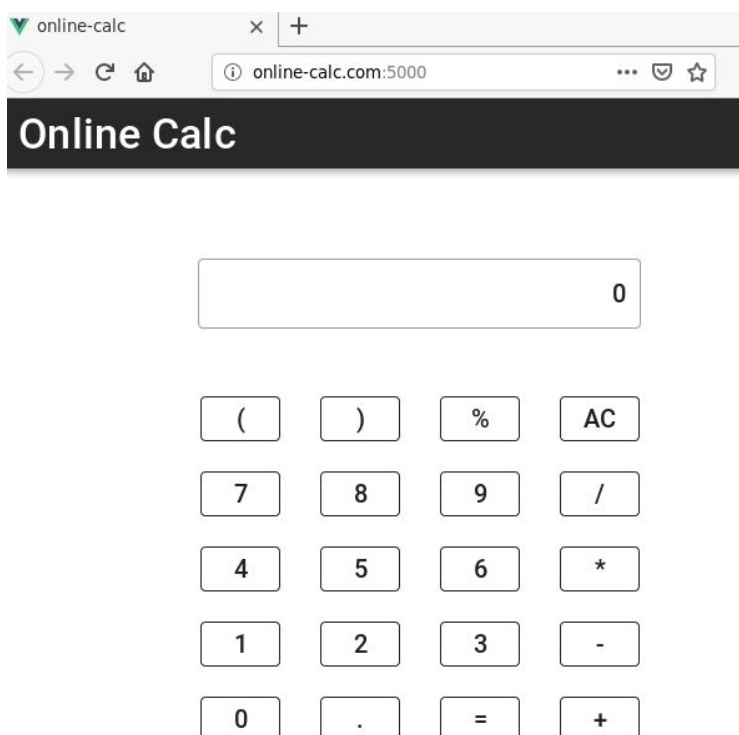 online-calc
online-calc.com:5000
Online Calc
0
( ) % AC
7 8 9 /
4 5 6 *
1 2 3 -
0 . = +